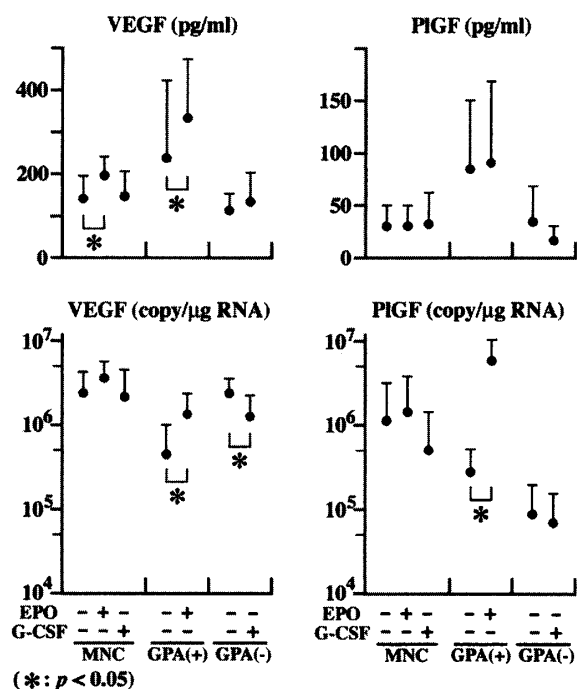 VEGF (pg/ml) PlGF (pg/ml)
400
200
0
150
100
50
0
* *
VEGF (copy/μg RNA) PlGF (copy/μg RNA)
10⁷
10⁶
10⁵
10⁴
10⁷
10⁶
10⁵
10⁴
* * *
EPO − + − − + − − − + − − + − −
G-CSF − − + − − − + − − + − − − +
MNC GPA(+) GPA(-) MNC GPA(+) GPA(-)
(*: p < 0.05)